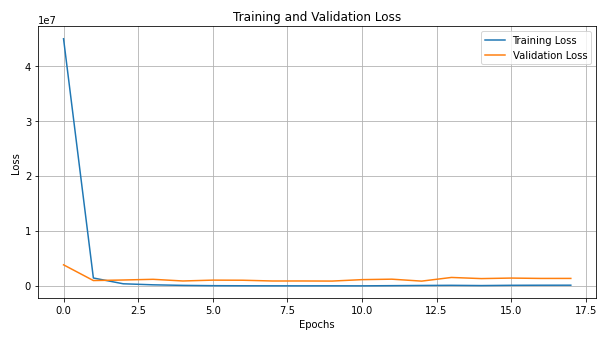 Training and Validation Loss
1e7
Training Loss
Validation Loss
4
3
2
1
0
Loss
0.0 2.5 5.0 7.5 10.0 12.5 15.0 17.5
Epochs